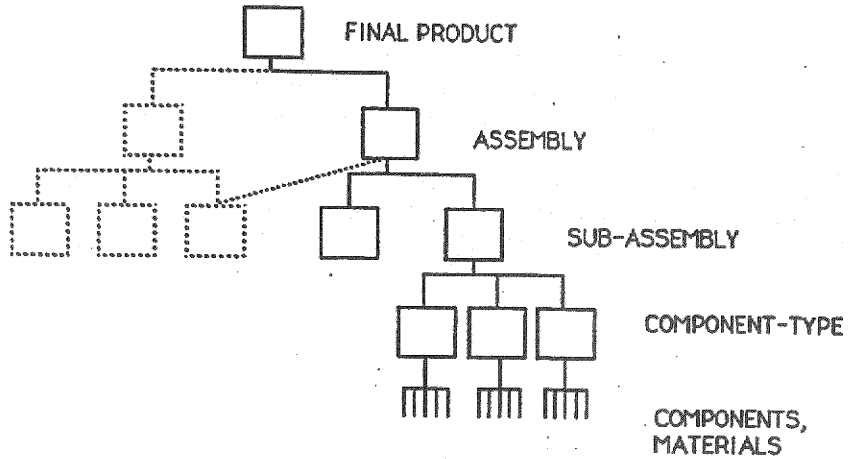 FINAL PRODUCT
ASSEMBLY
SUB-ASSEMBLY
COMPONENT-TYPE
COMPONENTS,
MATERIALS